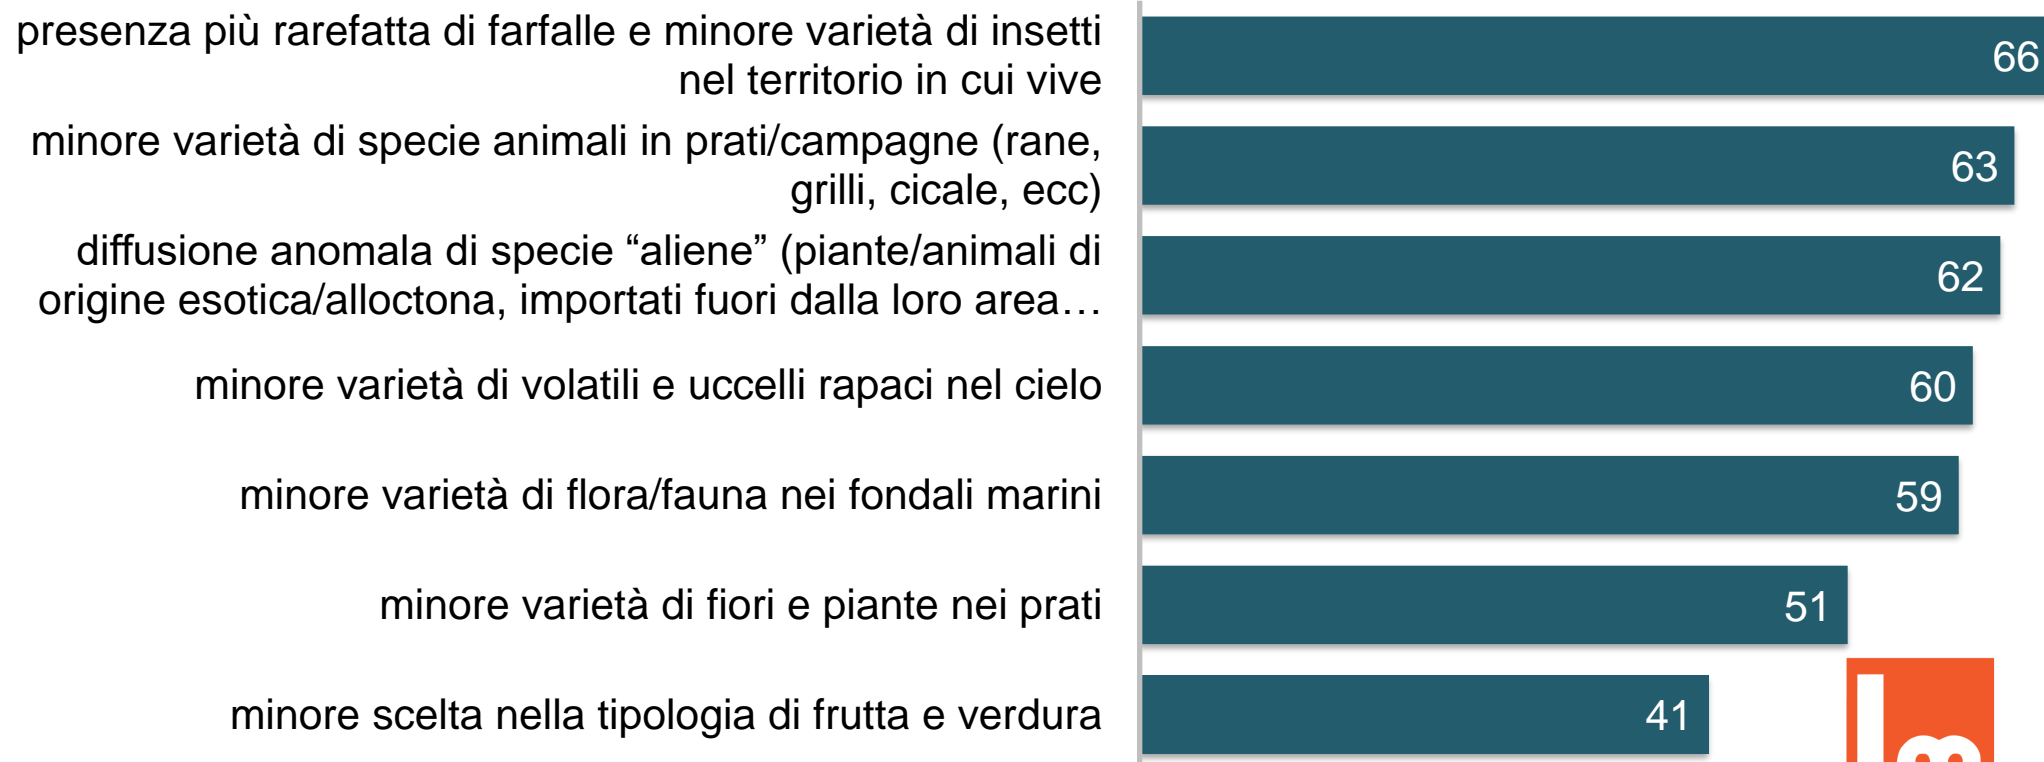 presenza più rarefatta di farfalle e minore varietà di insetti
nel territorio in cui vive
66
minore varietà di specie animali in prati/campagne (rane,
grilli, cicale, ecc)
63
diffusione anomala di specie “aliene” (piante/animali di
origine esotica/alloctona, importati fuori dalla loro area…
62
minore varietà di volatili e uccelli rapaci nel cielo
60
minore varietà di flora/fauna nei fondali marini
59
minore varietà di fiori e piante nei prati
51
minore scelta nella tipologia di frutta e verdura
41